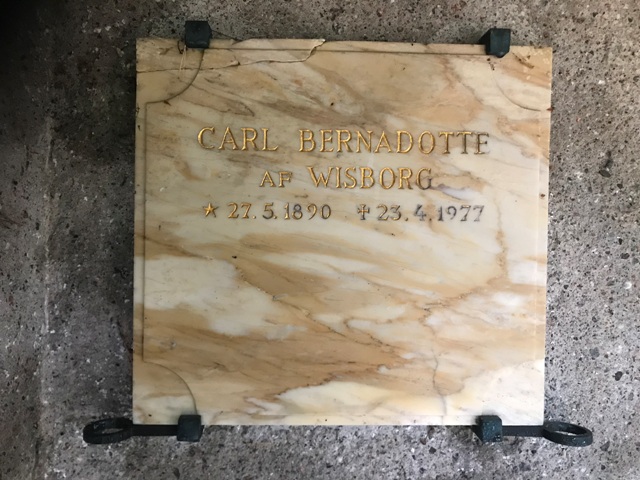 CARL BERNADOTTE
AF WISBORG
★ 27.5.1890 ✝ 23.4.1977